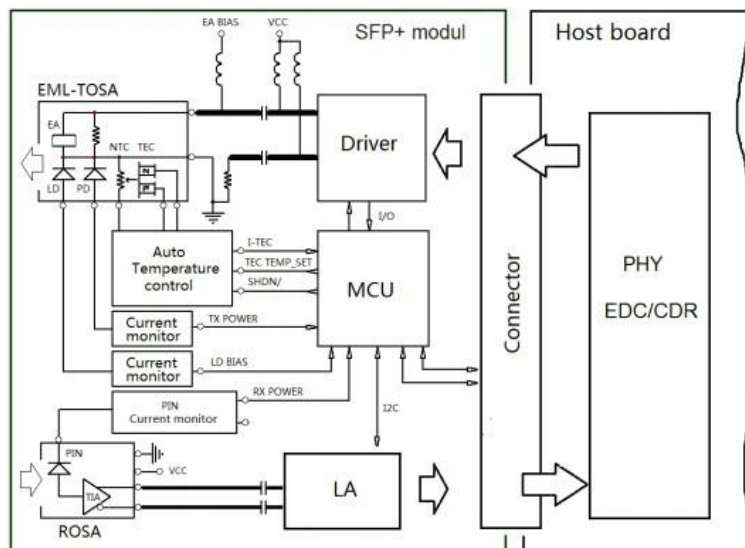 EA BIAS
VCC
SFP+ modul
Host board
EML-TOSA
EA
NTC TEC
N
P
LD
PD
Driver
I/O
Auto
Temperature
control
I-TEC
TEC TEMP_SET
SHDN/
MCU
Connector
PHY
EDC/CDR
Current
monitor
TX POWER
Current
monitor
LD BIAS
PIN
Current monitor
RX POWER
I2C
PIN
VCC
TIA
ROSA
LA